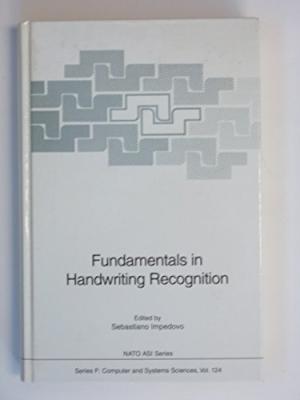 Fundamentals in
Handwriting Recognition
Edited by
Sebastiano Impedovo
NATO ASI Series
Series F: Computer and Systems Sciences, Vol. 124